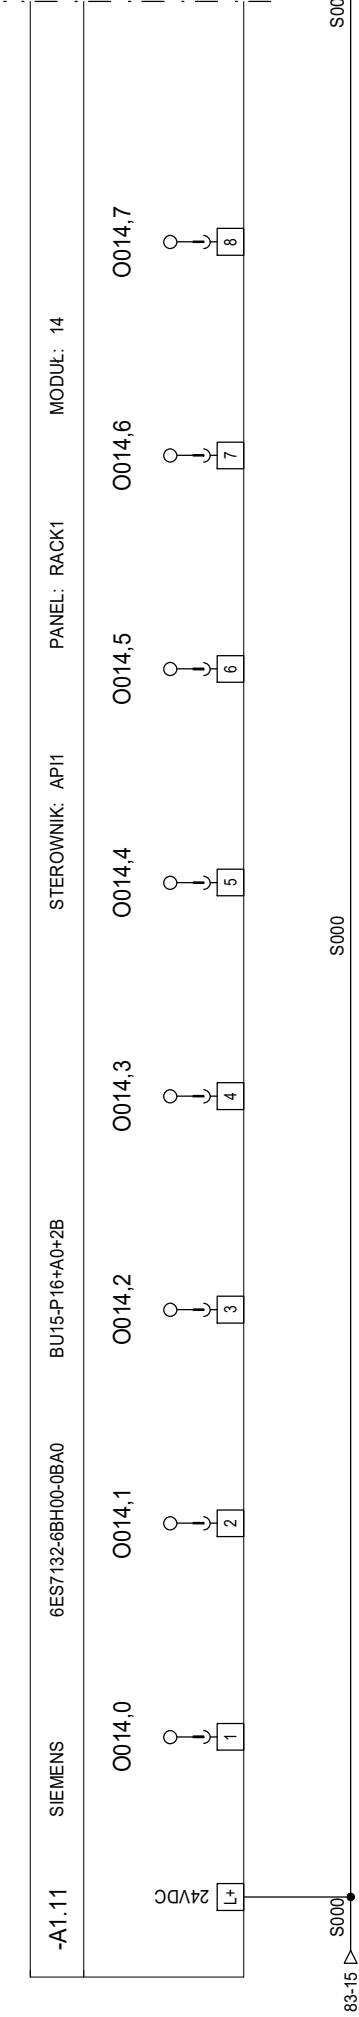 -A1.11 SIEMENS 6ES7132-6BH00-0BA0 BU15-P16+A0+2B STEROWNIK: API1 PANEL: RACK1 MODUŁ: 14
O014,0 O014,1 O014,2 O014,3 O014,4 O014,5 O014,6 O014,7
24VDC
L+ 1 2 3 4 5 6 7 8
S000 S000 S00
83-15